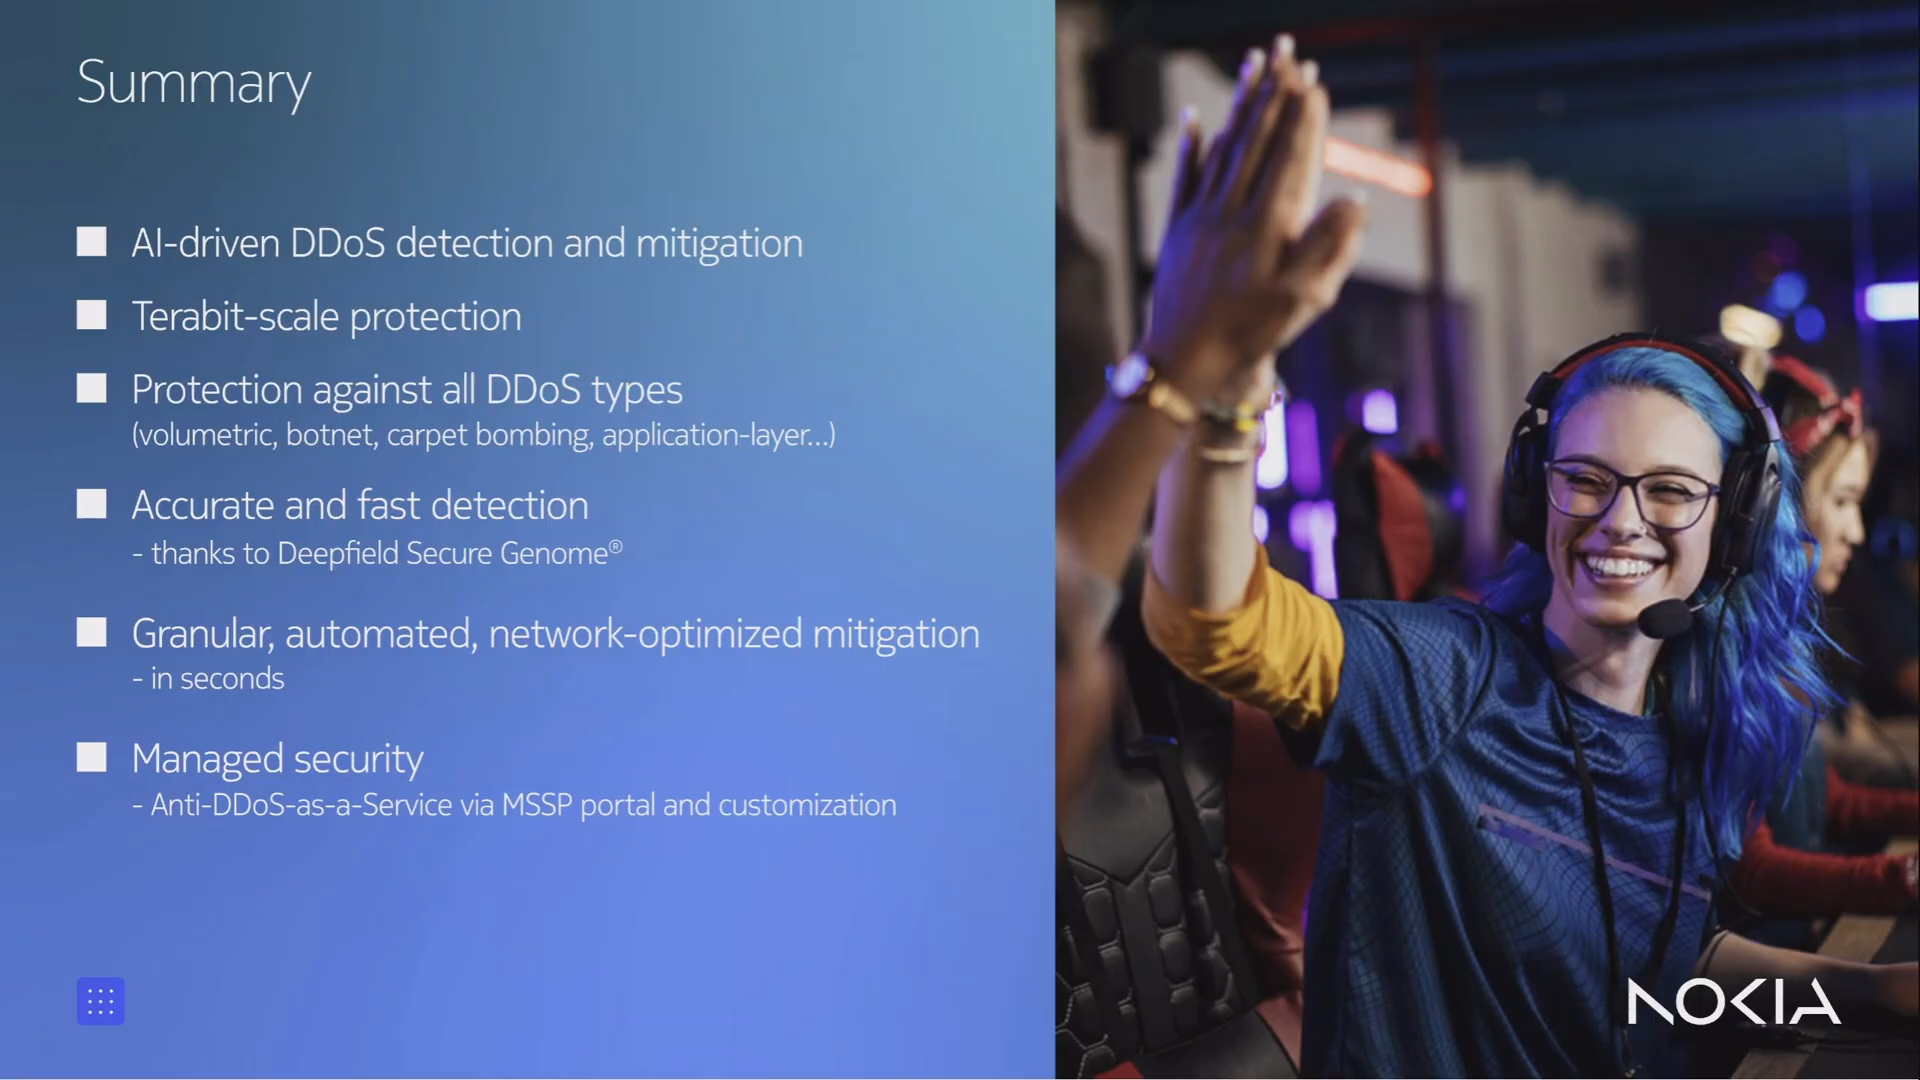 Summary
AI-driven DDoS detection and mitigation
Terabit-scale protection
Protection against all DDoS types
(volumetric, botnet, carpet bombing, application-layer...)
Accurate and fast detection
- thanks to Deepfield Secure Genome®
Granular, automated, network-optimized mitigation
- in seconds
Managed security
- Anti-DDoS-as-a-Service via MSSP portal and customization
NOKIA